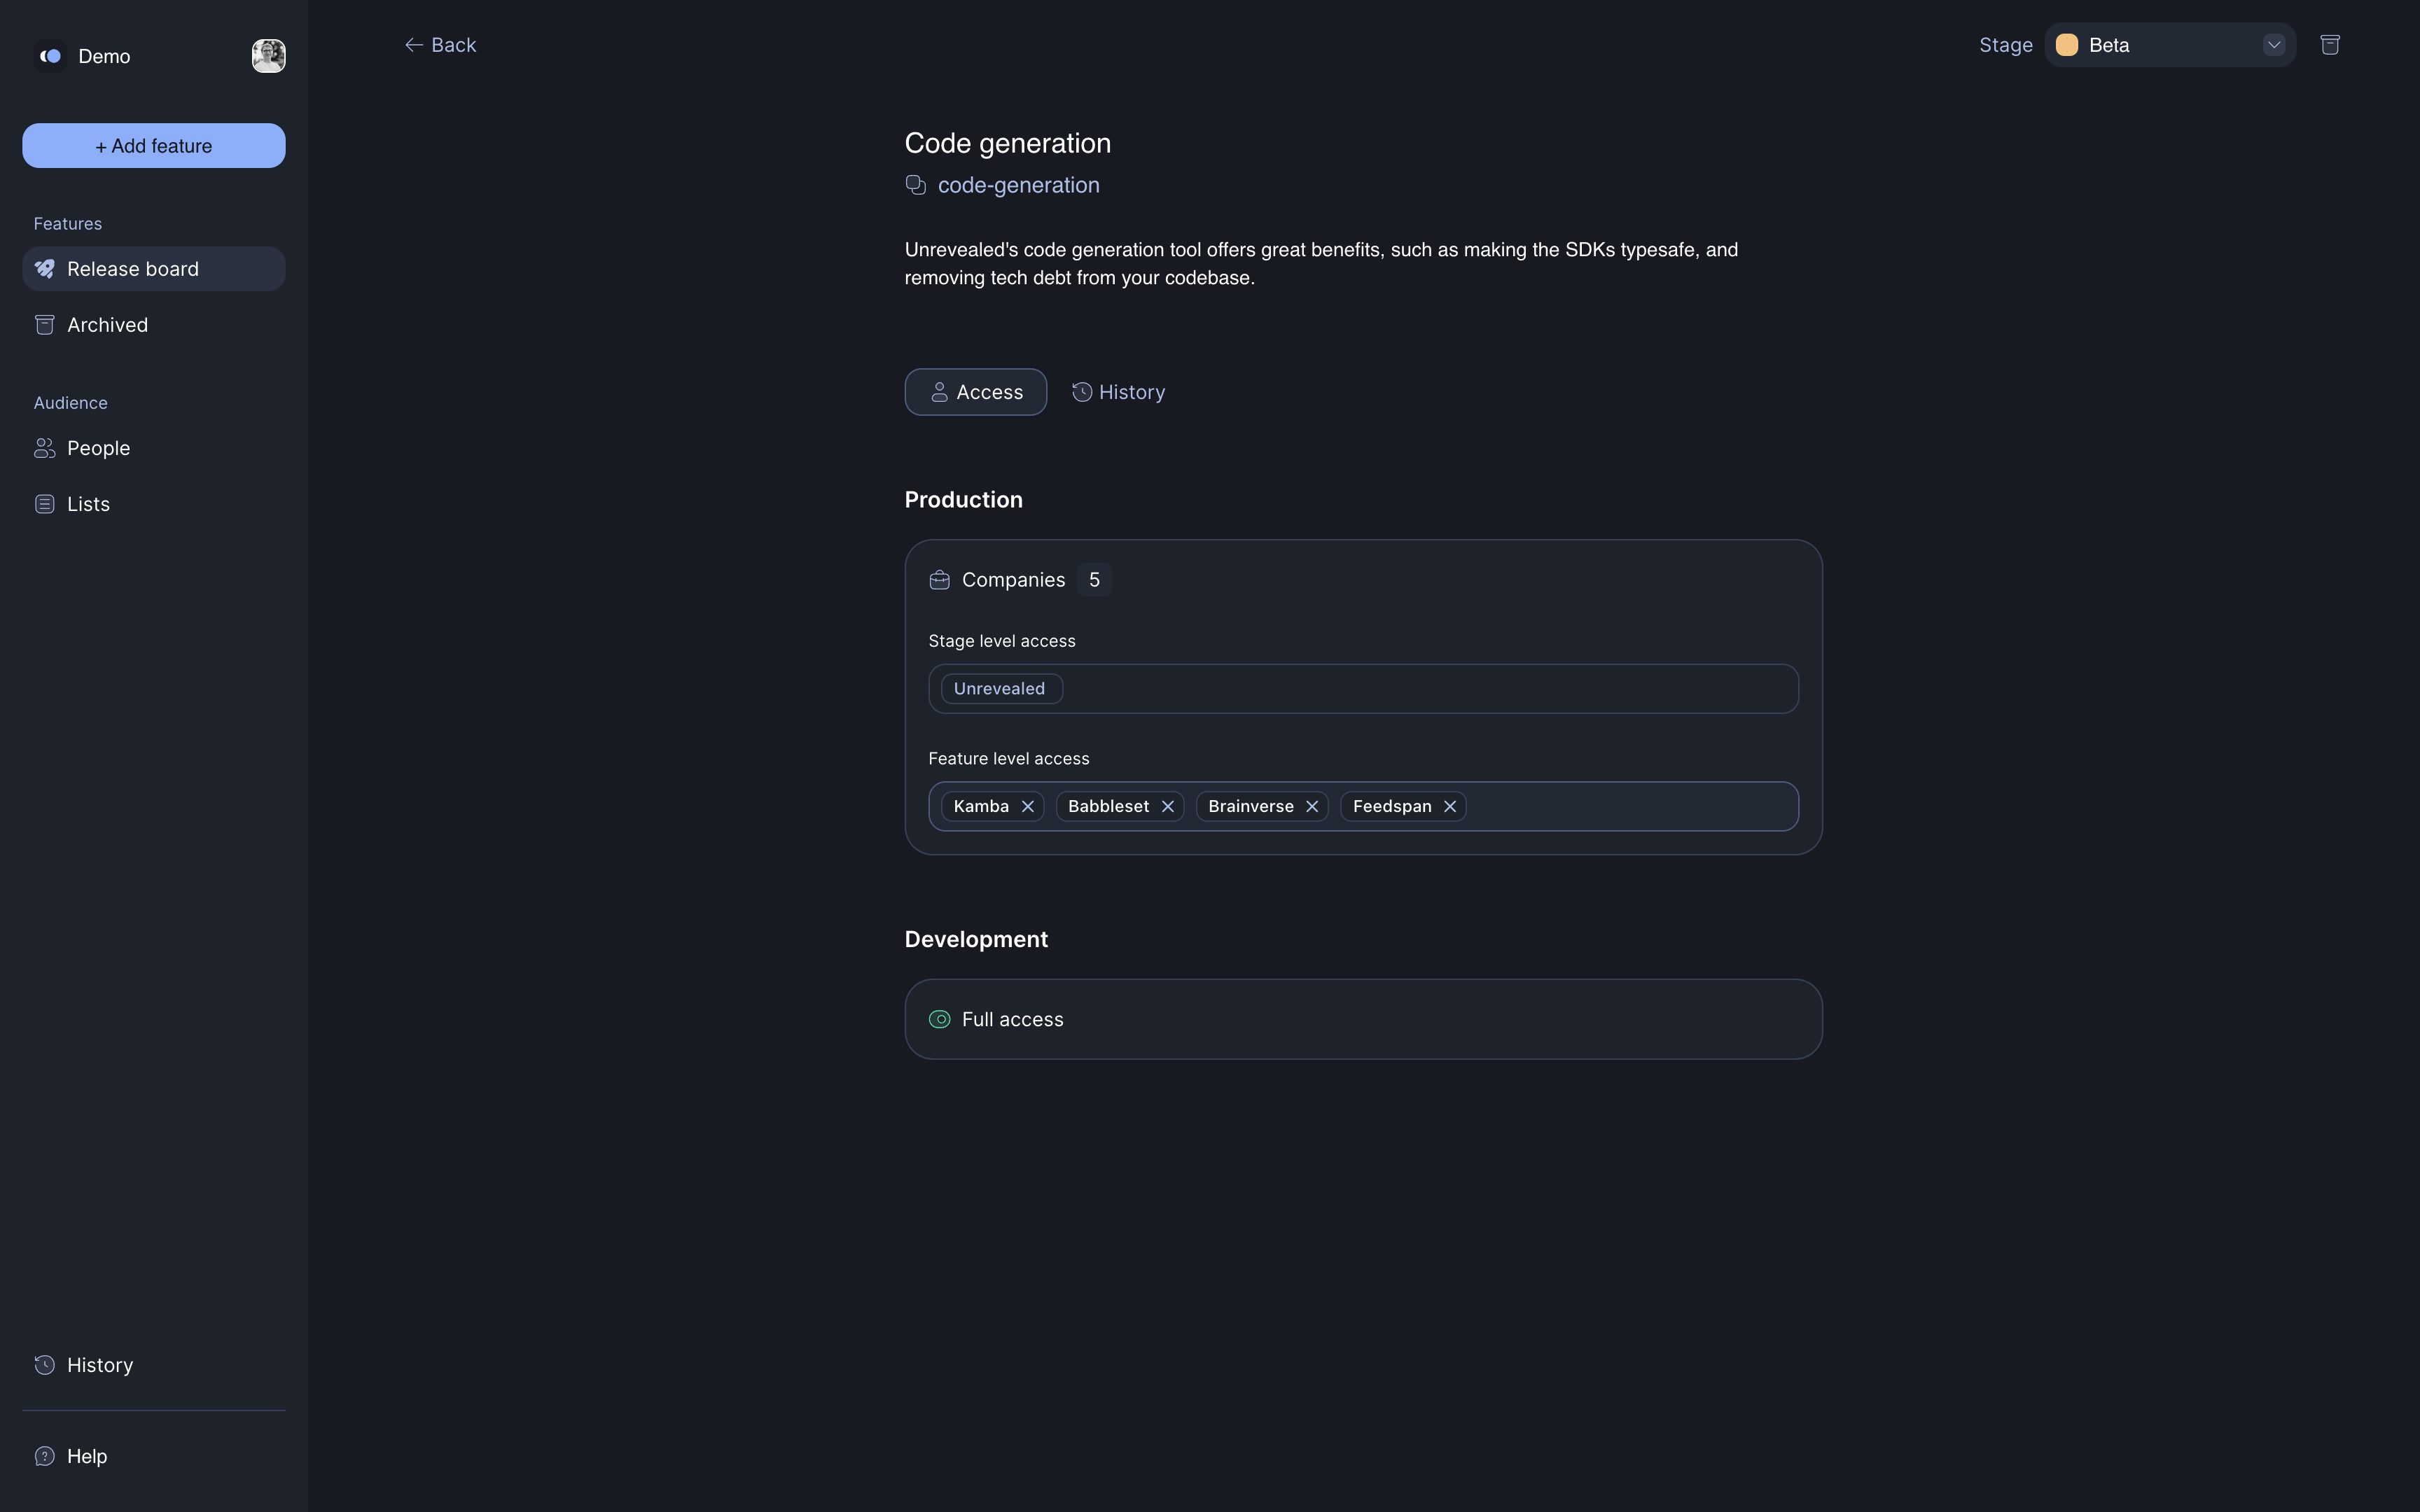 Demo
+ Add feature
Features
Release board
Archived
Audience
People
Lists
History
Help
Back
Stage
Beta
Code generation
code-generation
Unrevealed's code generation tool offers great benefits, such as making the SDKs typesafe, and
removing tech debt from your codebase.
Access
History
Production
Companies 5
Stage level access
Unrevealed
Feature level access
Kamba Babbleset Brainverse Feedspan
Development
Full access